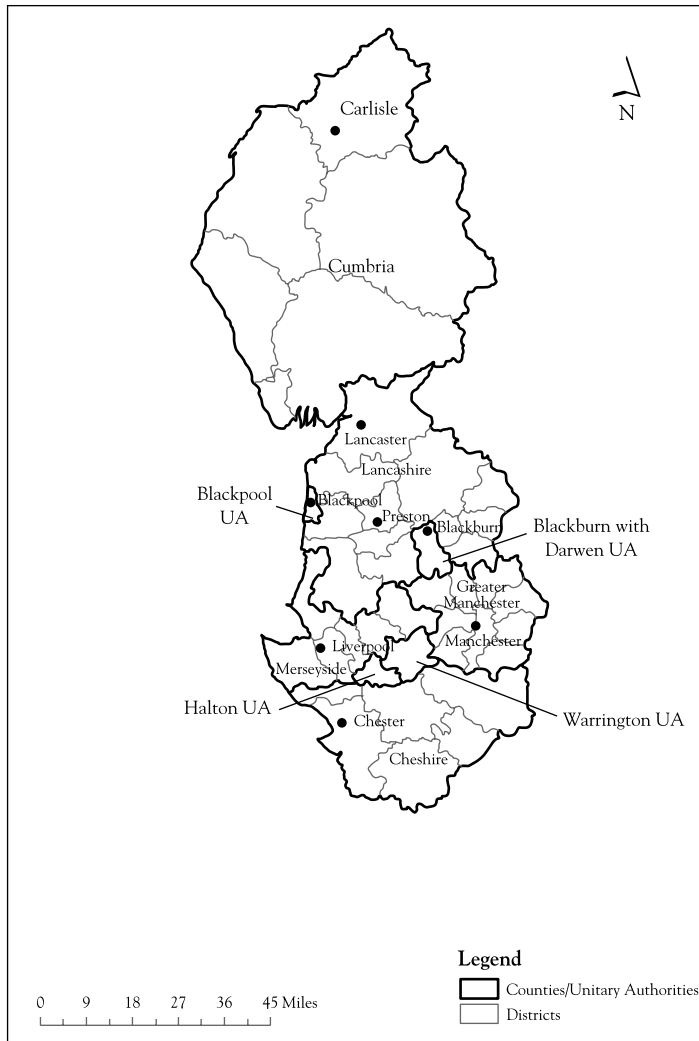 Carlisle
N
Cumbria
Lancaster
Lancashire
Blackpool
UA
Blackpool
Preston
Blackburn
Blackburn with
Darwen UA
Greater
Manchester
Manchester
Liverpool
Merseyside
Halton UA
Warrington UA
Chester
Cheshire
Legend
Counties/Unitary Authorities
Districts
0 9 18 27 36 45 Miles